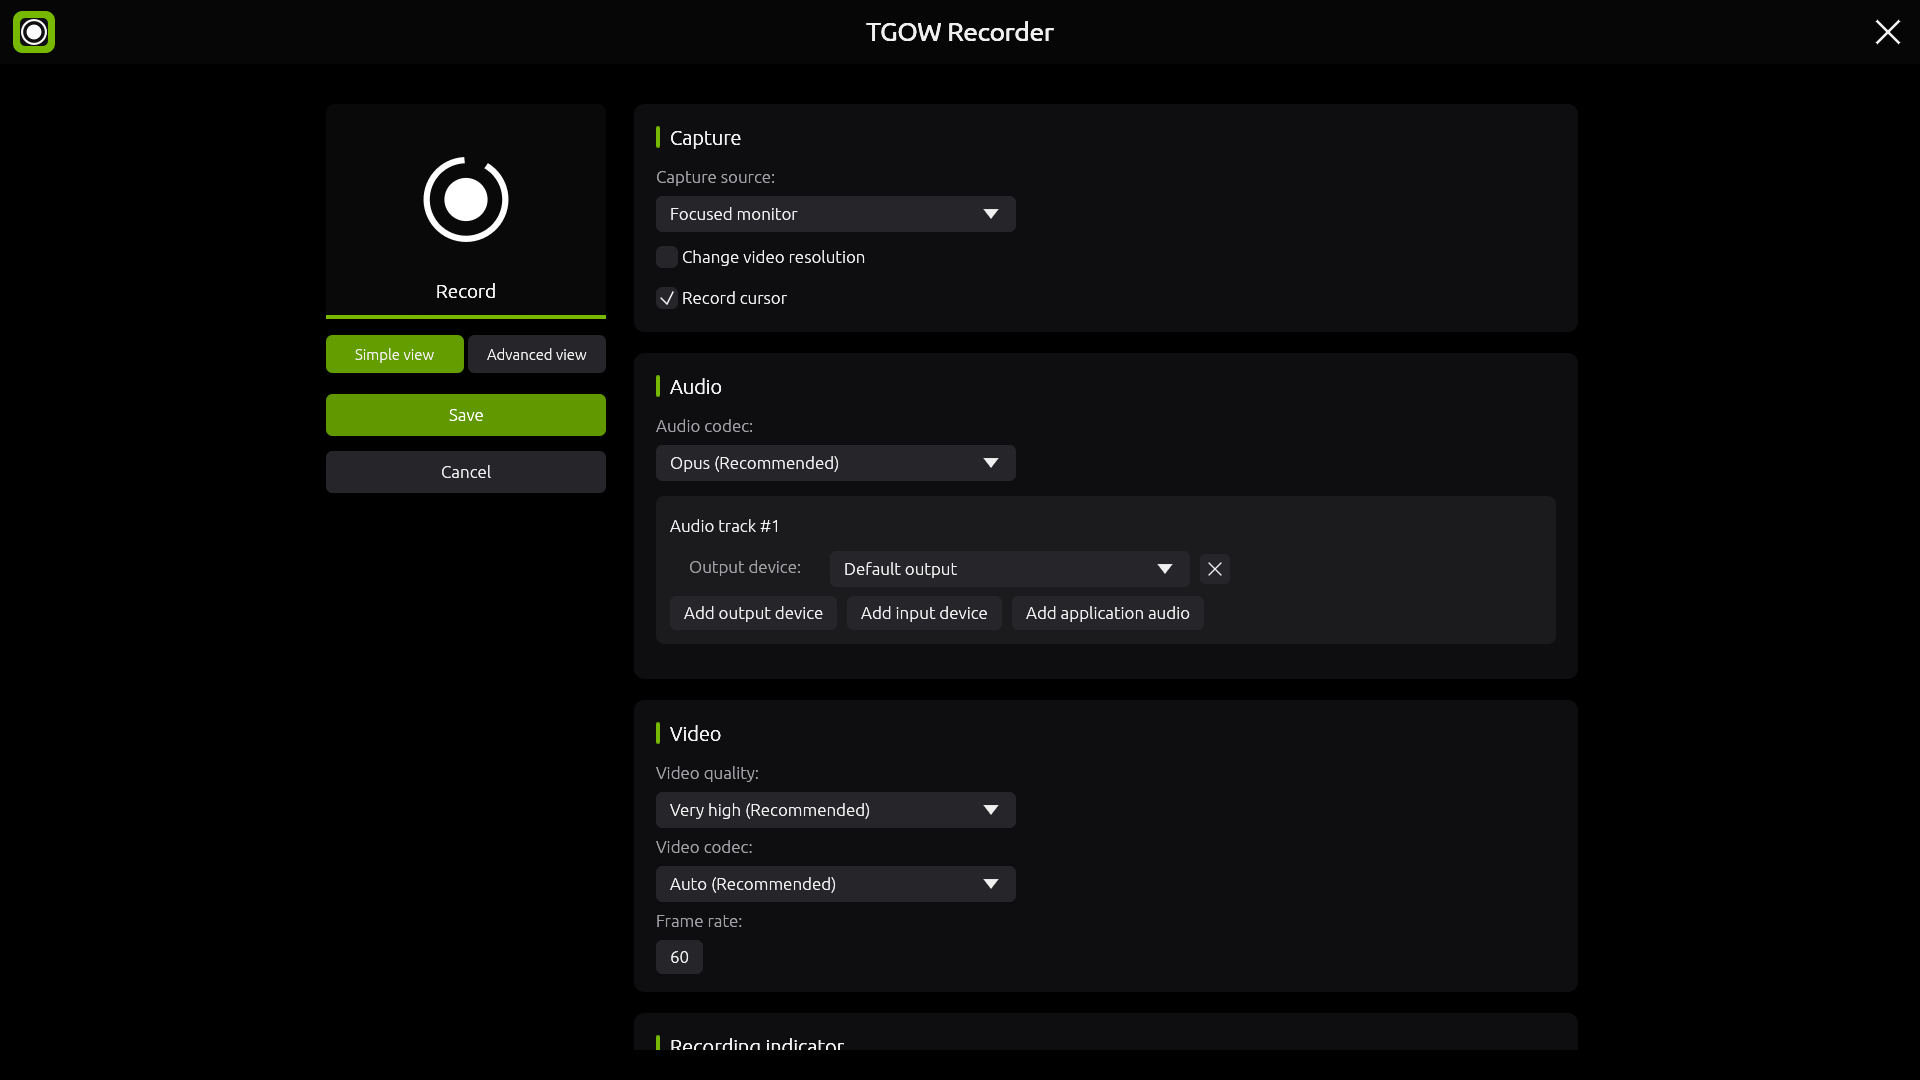 TGOW Recorder
Record
Simple view
Advanced view
Save
Cancel
Capture
Capture source:
Focused monitor
Change video resolution
Record cursor
Audio
Audio codec:
Opus (Recommended)
Audio track #1
Output device:
Default output
Add output device
Add input device
Add application audio
Video
Video quality:
Very high (Recommended)
Video codec:
Auto (Recommended)
Frame rate:
60
Recording indicator